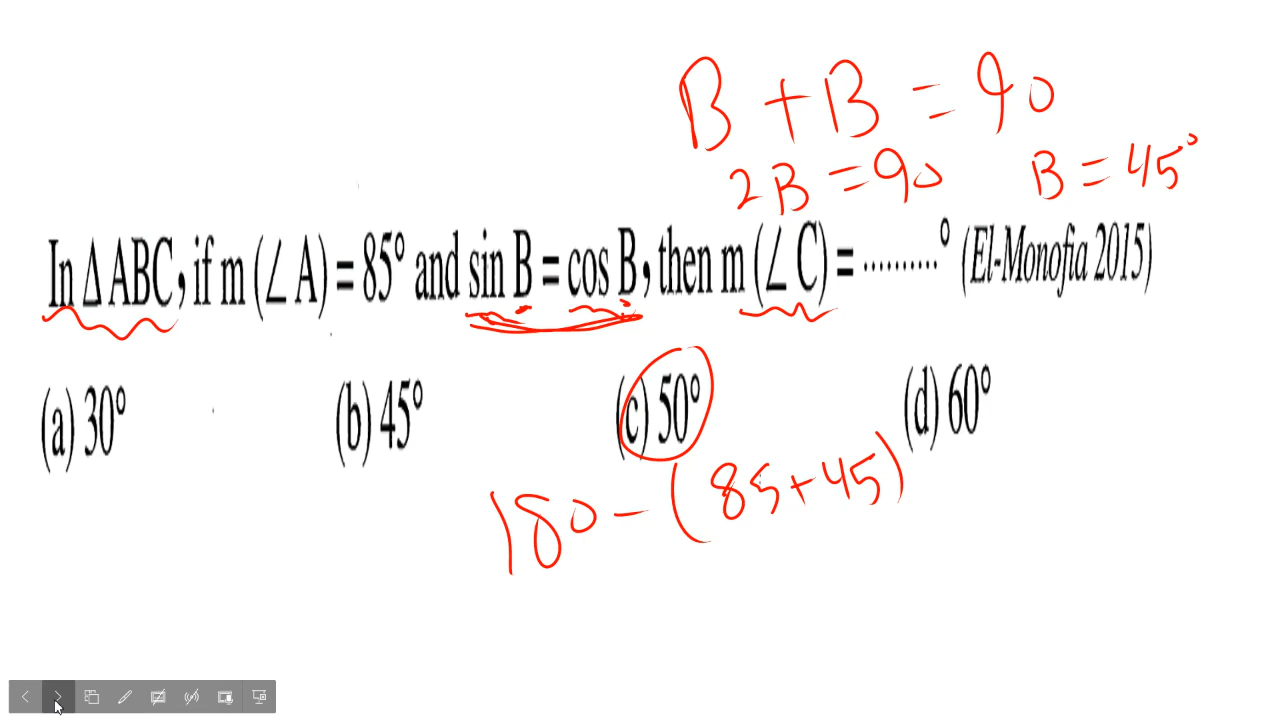 B + B = 90
2B = 90 B = 45°
In Δ ABC, if m (∠ A) = 85° and sin B = cos B, then m (∠ C) = .......... ° (El-Monofia 2015)
(a) 30° (b) 45° (c) 50° (d) 60°
180 - (85+45)